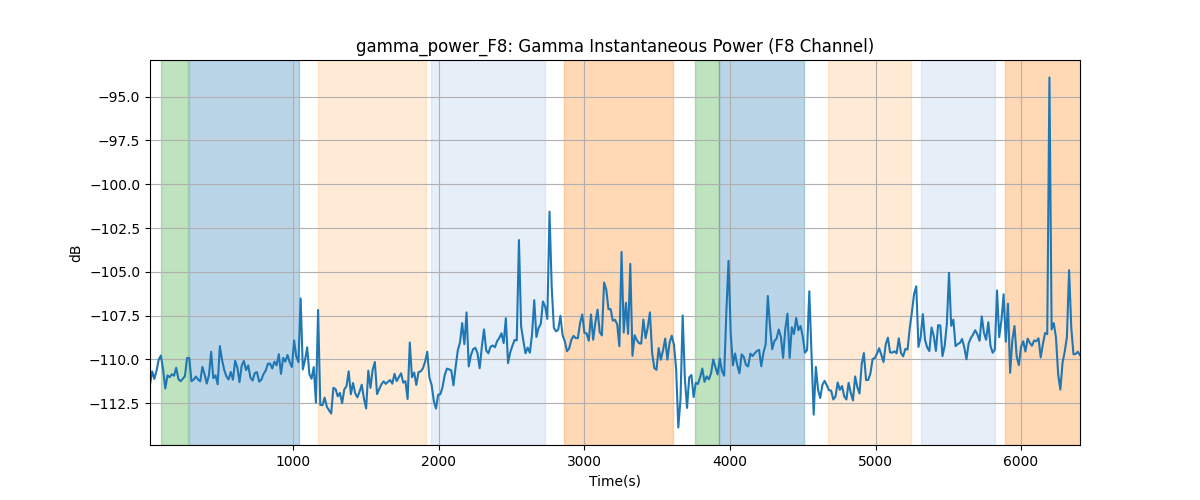 gamma_power_F8: Gamma Instantaneous Power (F8 Channel)
dB
−95.0
−97.5
−100.0
−102.5
−105.0
−107.5
−110.0
−112.5
1000 2000 3000 4000 5000 6000
Time(s)